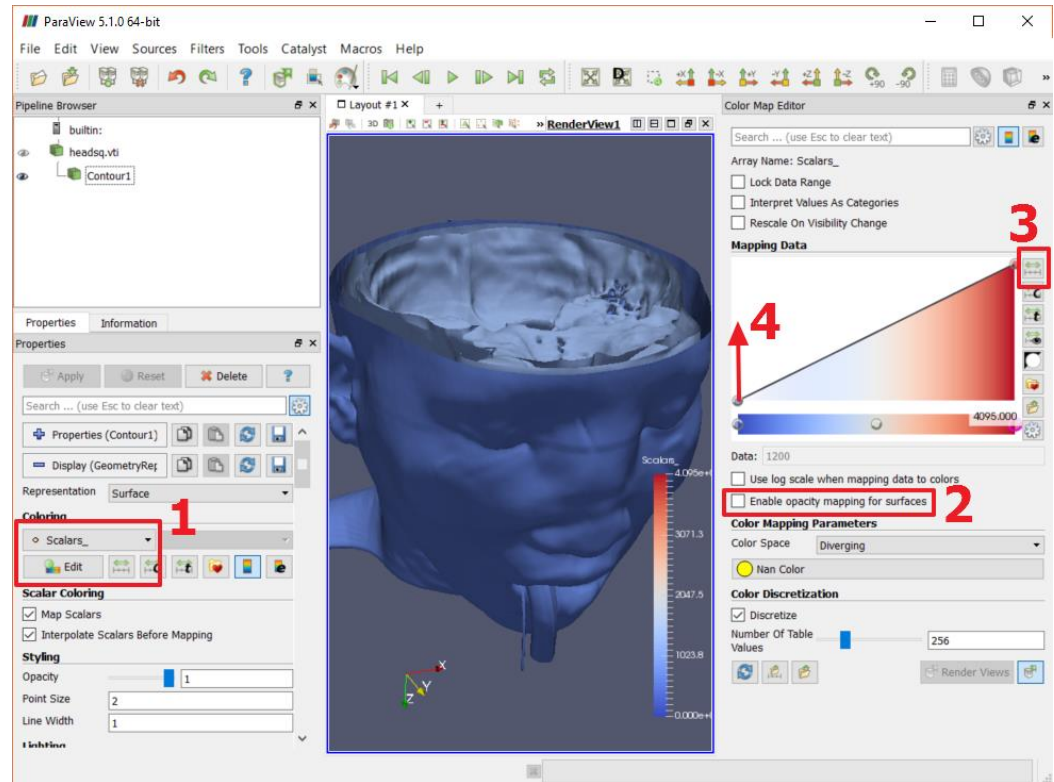 ParaView 5.1.0 64-bit
File Edit View Sources Filters Tools Catalyst Macros Help
+90 -90
Pipeline Browser
builtin:
headsq.vti
Contour1
Properties Information
Properties
Apply Reset Delete ?
Search ... (use Esc to clear text)
Properties (Contour1)
Display (GeometryRep
Representation Surface
Coloring
1
Scalars_
Edit
Scalar Coloring
Map Scalars
Interpolate Scalars Before Mapping
Styling
Opacity 1
Point Size 2
Line Width 1
Lighting
Layout #1 × +
3D » RenderView1
Scalars_
4.095e+
3071.3
2047.5
1023.8
0.000e+
X
Y
Z
Color Map Editor
Search ... (use Esc to clear text)
Array Name: Scalars_
Lock Data Range
Interpret Values As Categories
Rescale On Visibility Change
3
Mapping Data
4
4095.000
Data: 1200
Use log scale when mapping data to colors
Enable opacity mapping for surfaces
2
Color Mapping Parameters
Color Space Diverging
Nan Color
Color Discretization
Discretize
Number Of Table
Values
256
Render Views